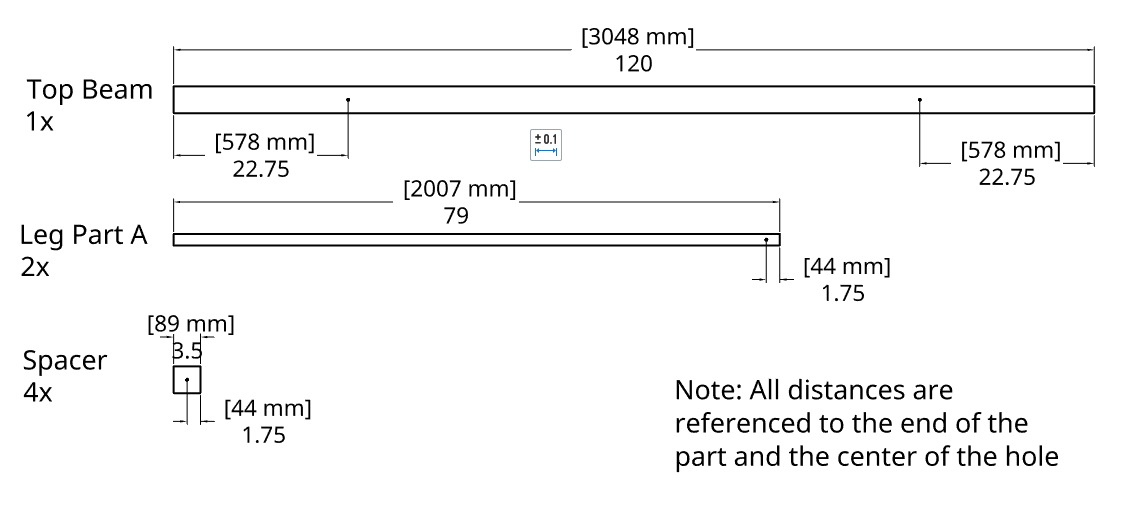 [3048 mm]
120
Top Beam
1x
[578 mm]
22.75
± 0.1
[578 mm]
22.75
[2007 mm]
79
Leg Part A
2x
[44 mm]
1.75
[89 mm]
3.5
Spacer
4x
[44 mm]
1.75
Note: All distances are
referenced to the end of the
part and the center of the hole